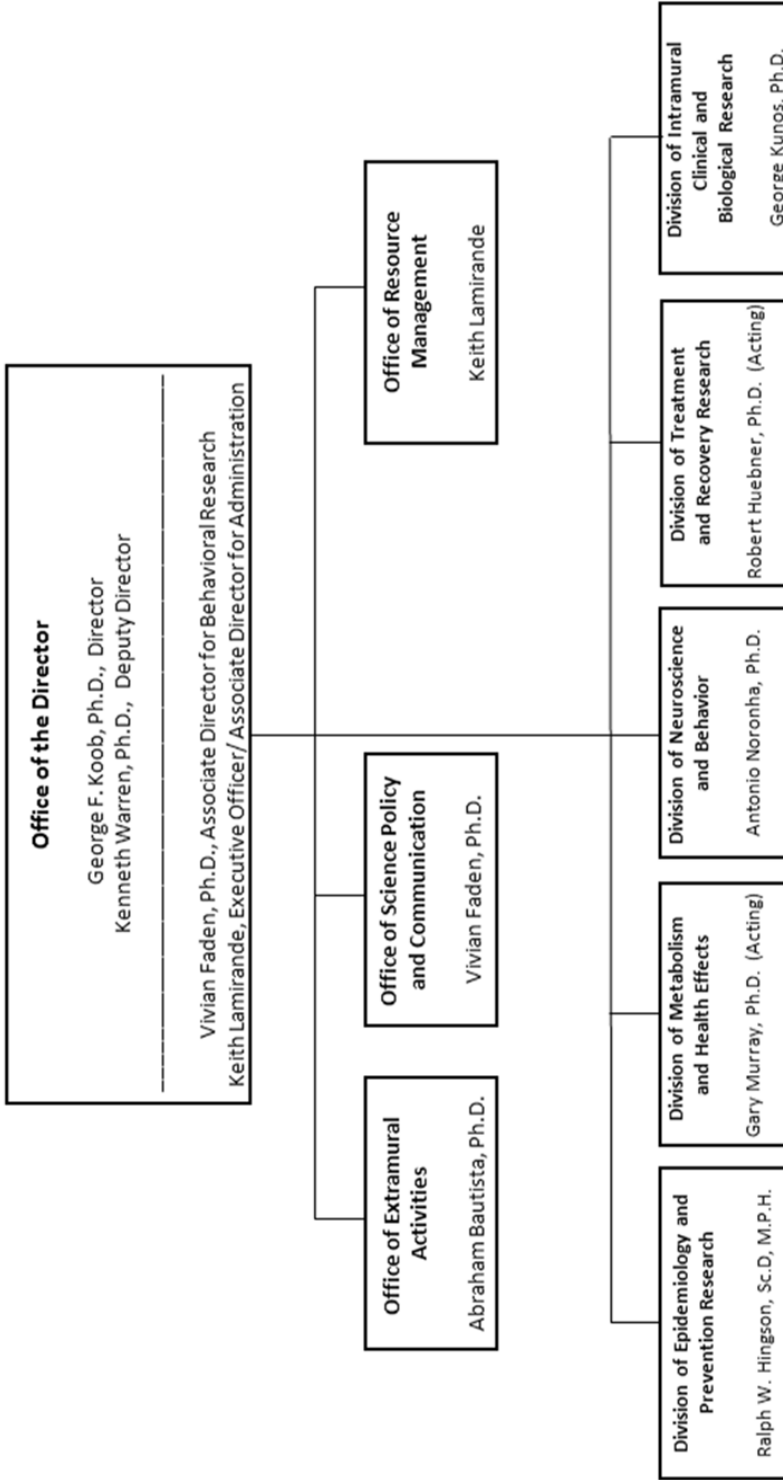 Office of the Director
George F. Koob, Ph.D., Director
Kenneth Warren, Ph.D., Deputy Director
Vivian Faden, Ph.D., Associate Director for Behavioral Research
Keith Lamirande, Executive Officer/ Associate Director for Administration
Office of Extramural
Activities
Abraham Bautista, Ph.D.
Office of Science Policy
and Communication
Vivian Faden, Ph.D.
Office of Resource
Management
Keith Lamirande
Division of Epidemiology and
Prevention Research
Ralph W. Hingson, Sc.D, M.P.H.
Division of Metabolism
and Health Effects
Gary Murray, Ph.D. (Acting)
Division of Neuroscience
and Behavior
Antonio Noronha, Ph.D.
Division of Treatment
and Recovery Research
Robert Huebner, Ph.D. (Acting)
Division of Intramural
Clinical and
Biological Research
George Kunos, Ph.D.